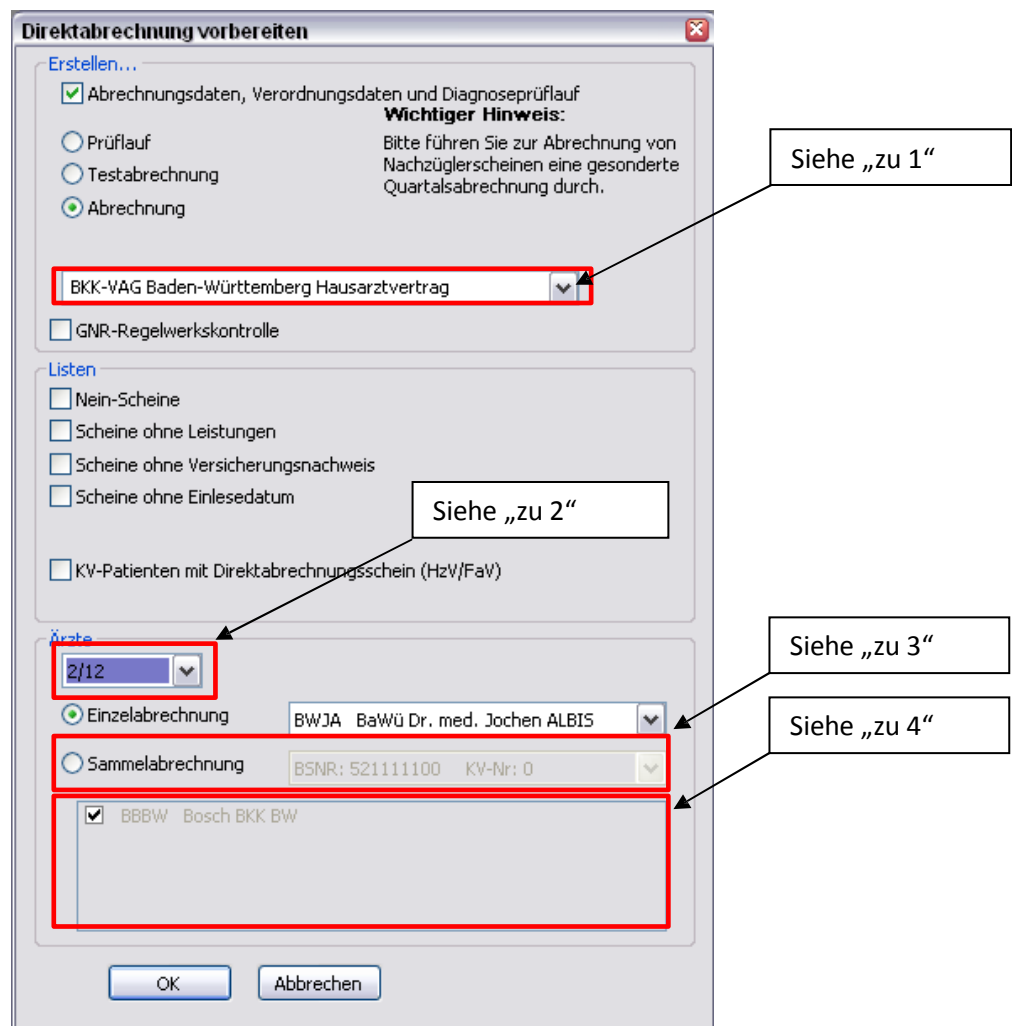 Direktabrechnung vorbereiten
Erstellen...
Abrechnungsdaten, Verordnungsdaten und Diagnoseprüflauf
Wichtiger Hinweis:
Prüflauf
Bitte führen Sie zur Abrechnung von
Nachzüglerscheinen eine gesonderte
Quartalsabrechnung durch.
Testabrechnung
Abrechnung
Siehe „zu 1“
BKK-VAG Baden-Württemberg Hausarztvertrag
GNR-Regelwerkskontrolle
Listen
Nein-Scheine
Scheine ohne Leistungen
Scheine ohne Versicherungsnachweis
Scheine ohne Einlesedatum
Siehe „zu 2“
KV-Patienten mit Direktabrechnungsschein (HzV/FaV)
Ärzte
2/12
Siehe „zu 3“
Einzelabrechnung
BWJA BaWü Dr. med. Jochen ALBIS
Siehe „zu 4“
Sammelabrechnung
BSNR: 521111100 KV-Nr: 0
BBBW Bosch BKK BW
OK
Abbrechen